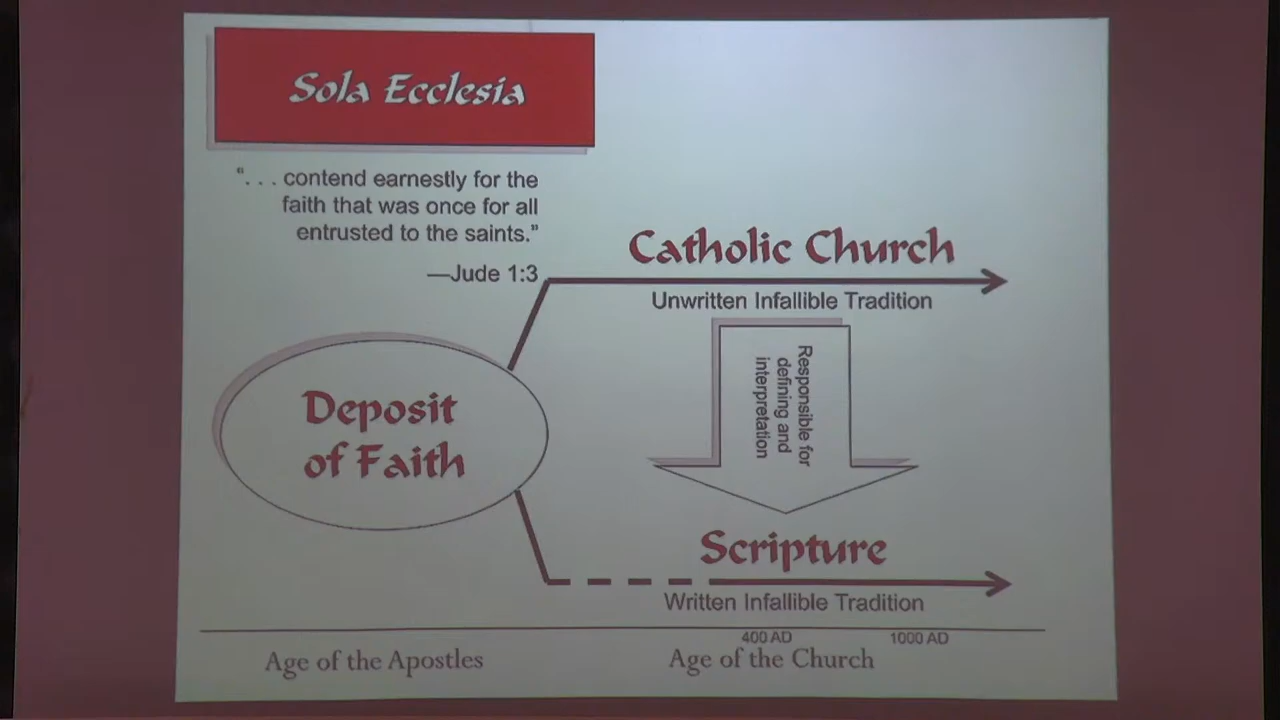 Sola Ecclesia
“. . . contend earnestly for the
faith that was once for all
entrusted to the saints.”
—Jude 1:3
Catholic Church
Unwritten Infallible Tradition
Responsible for
defining and
interpretation
Deposit
of Faith
Scripture
Written Infallible Tradition
400 AD
1000 AD
Age of the Apostles
Age of the Church